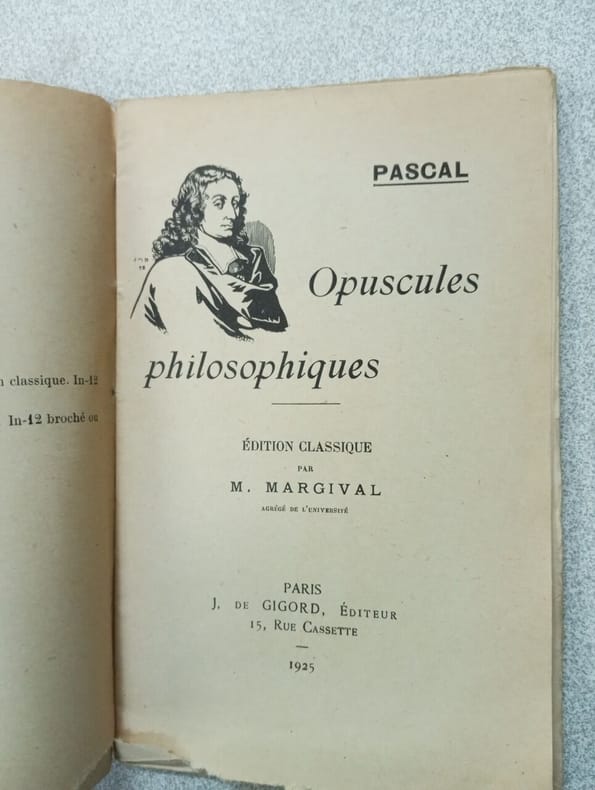 n classique. In-12
In-12 broché ou
PASCAL
Opuscules
philosophiques
ÉDITION CLASSIQUE
PAR
M. MARGIVAL
AGRÉGÉ DE L'UNIVERSITÉ
PARIS
J. DE GIGORD, ÉDITEUR
15, RUE CASSETTE
1925